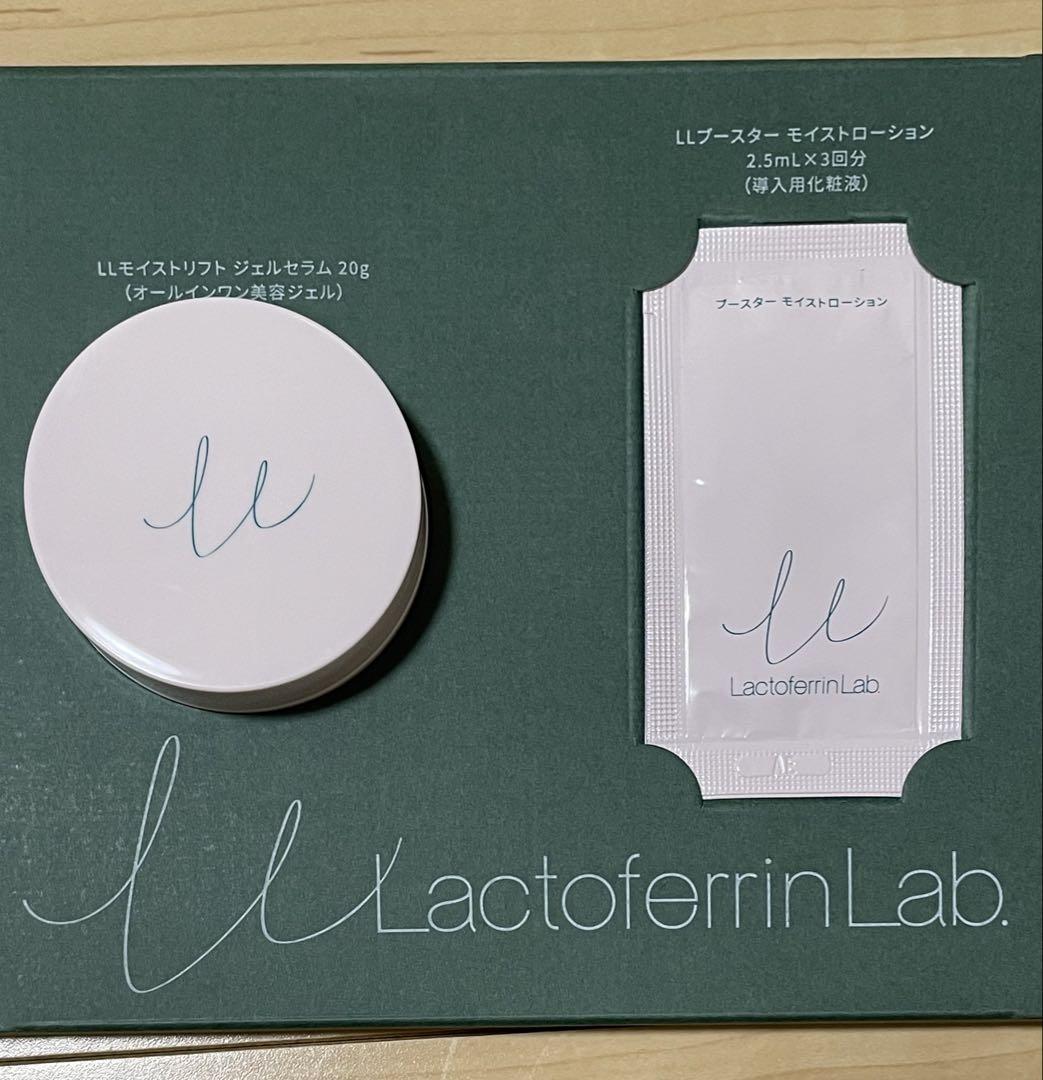 LLブースター モイストローション
2.5mL×3回分
(導入用化粧液)
LLモイストリフト ジェルセラム 20g
(オールインワン美容ジェル)
ブースター モイストローション
LactoferrinLab.
LactoferrinLab.